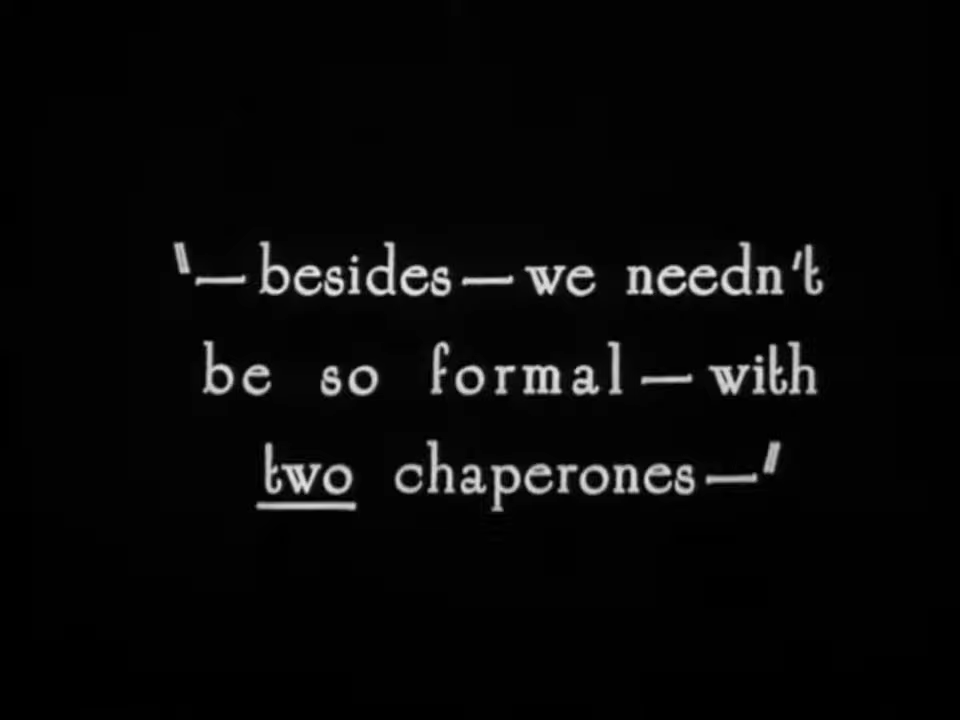 "—besides—we needn't
be so formal—with
two chaperones—"